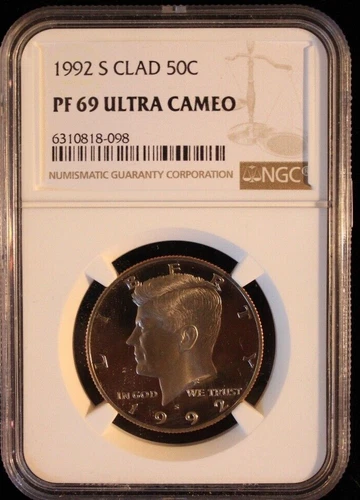 1992 S CLAD 50C
PF 69 ULTRA CAMEO
6310818-098
NUMISMATIC GUARANTY CORPORATION
NGC
LIBERTY
IN GOD WE TRUST
S
1992